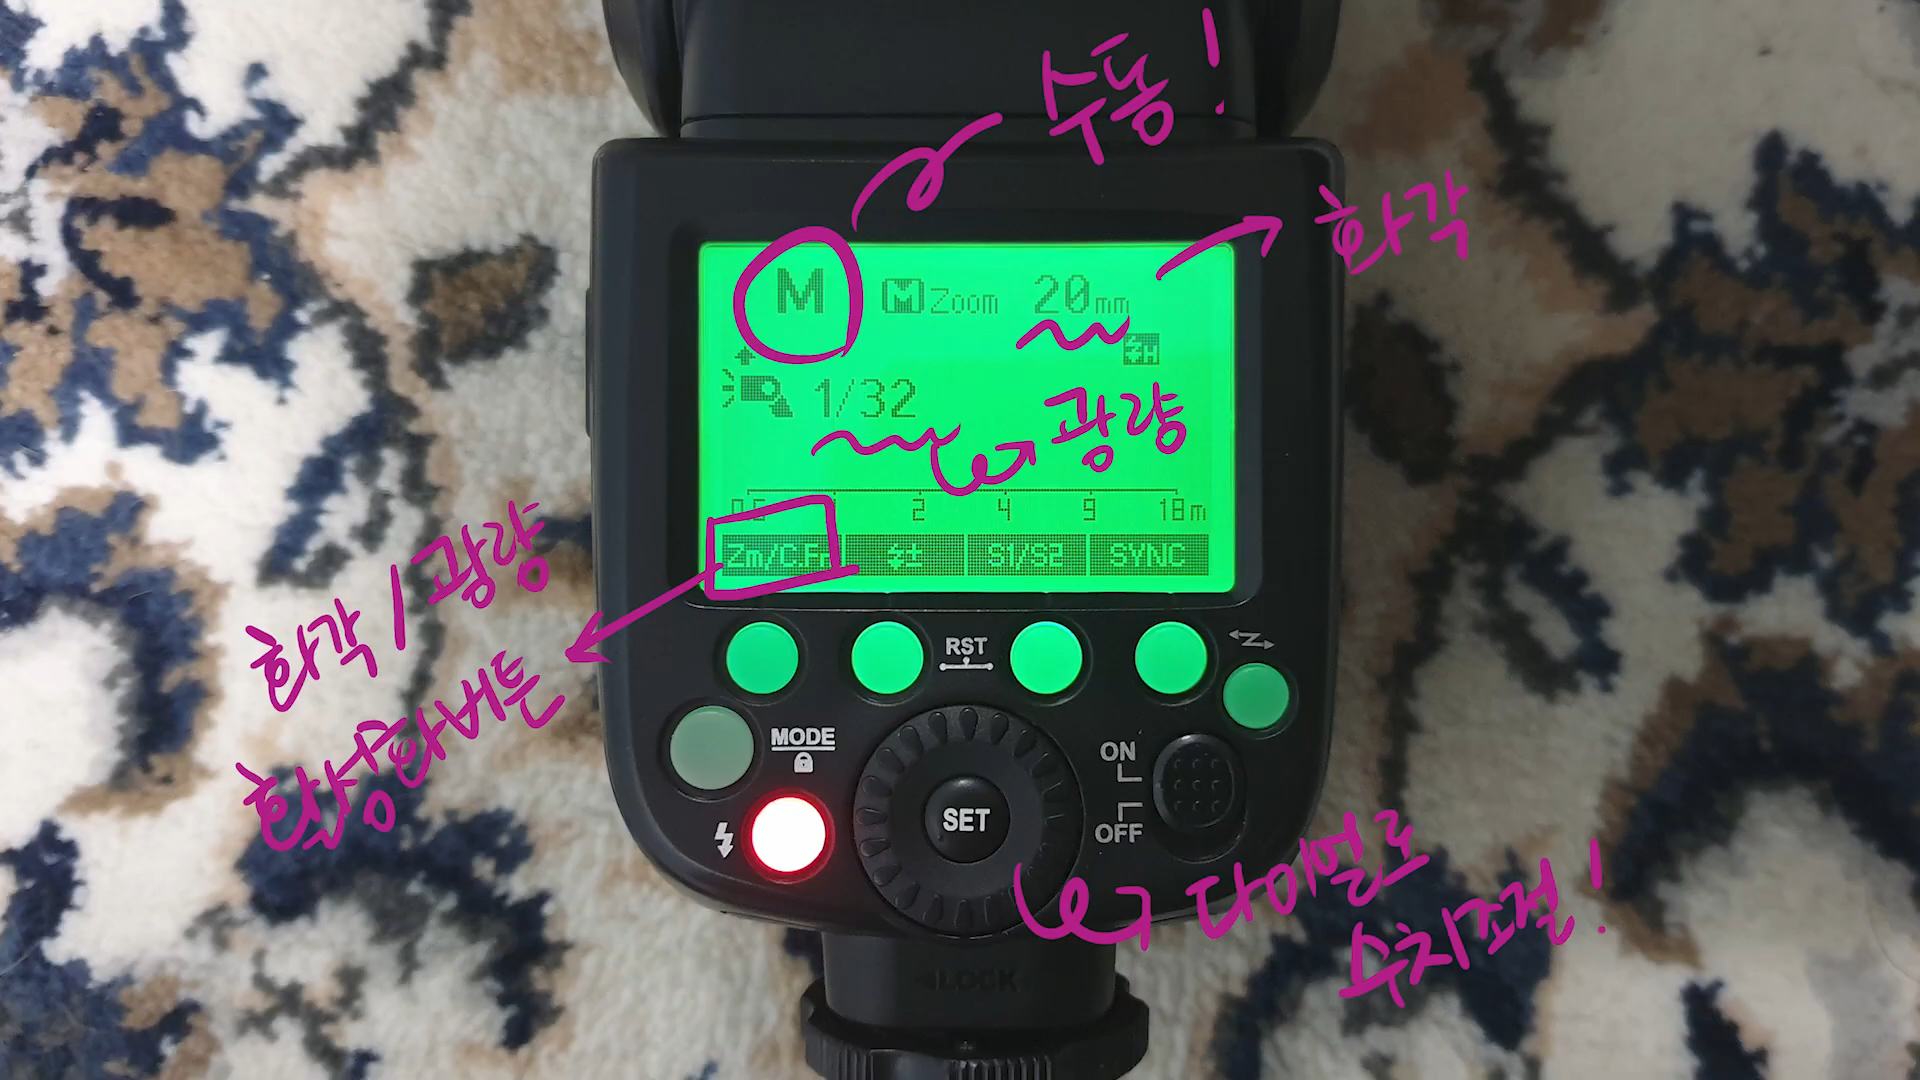 수동!
화각
M M Zoom 20mm
H
1/32
광량
2 4 9 18m
Zm/C.Fn ± S1/S2 SYNC
화각/광량
활성화버튼
RST
MODE
ON
SET
OFF
다이얼로
수치조절!
LOCK